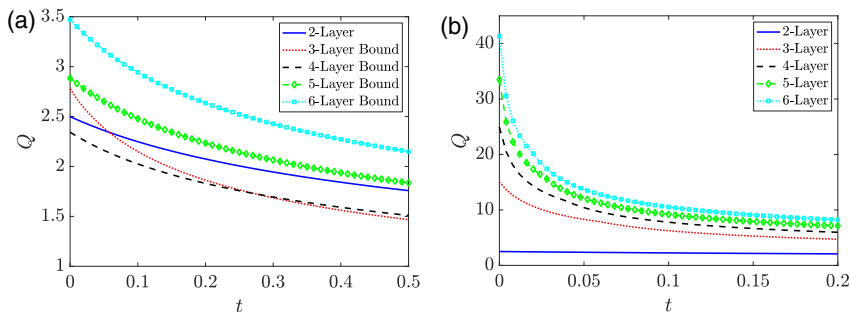 (a)
3.5
3
2.5
2
1.5
1
Q
0
0.1
0.2
0.3
0.4
0.5
t
2-Layer
3-Layer Bound
4-Layer Bound
5-Layer Bound
6-Layer Bound
(b)
40
30
20
10
0
Q
0
0.05
0.1
0.15
0.2
t
2-Layer
3-Layer
4-Layer
5-Layer
6-Layer